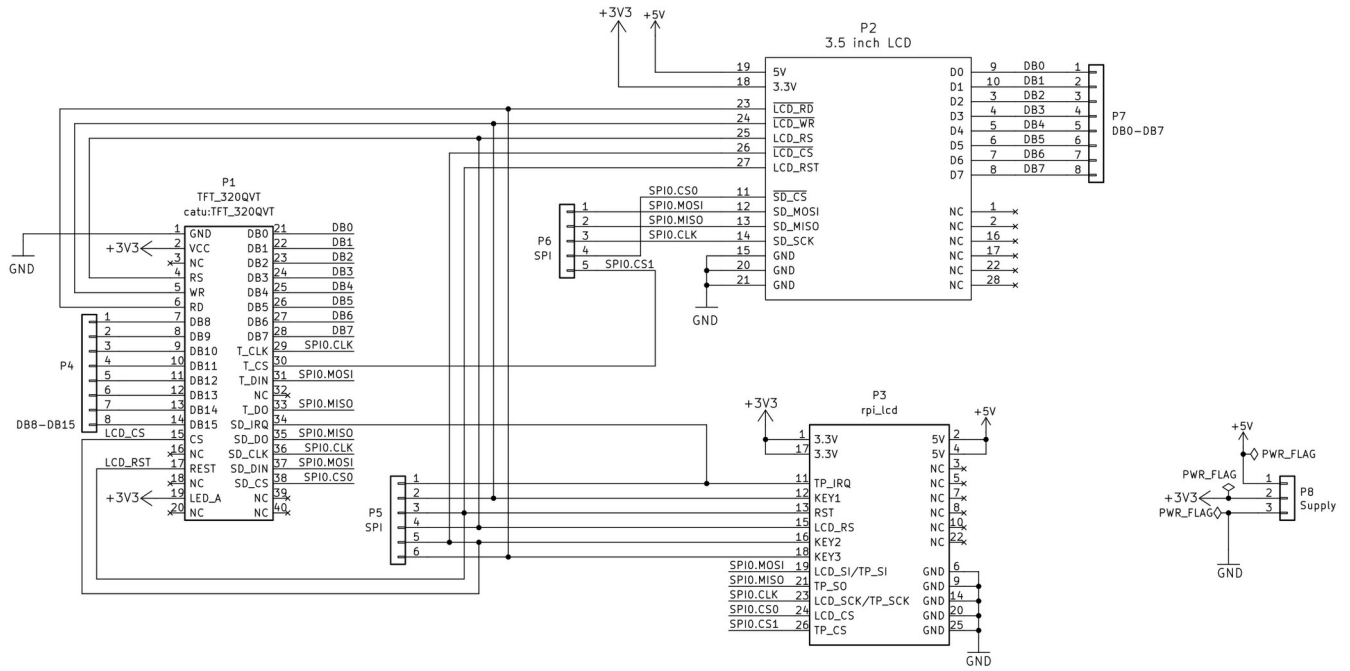 +3V3 +5V
P2
3.5 inch LCD
19 5V
18 3.3V
23 LCD_RD
24 LCD_WR
25 LCD_RS
26 LCD_CS
27 LCD_RST
11 SD_CS
12 SD_MOSI
13 SD_MISO
14 SD_SCK
15 GND
20 GND
21 GND
D0 9 DB0 1
D1 10 DB1 2
D2 3 DB2 3
D3 4 DB3 4
D4 5 DB4 5
D5 6 DB5 6
D6 7 DB6 7
D7 8 DB7 8
P7
DB0-DB7
NC 1
NC 2
NC 16
NC 17
NC 22
NC 28
GND
SPI0.CS0
1 SPI0.MOSI
2 SPI0.MISO
3 SPI0.CLK
4
5 SPI0.CS1
P6
SPI
P1
TFT_320QVT
catu:TFT_320QVT
GND
+3V3
1 GND DB0 21 DB0
2 VCC DB1 22 DB1
3 NC DB2 23 DB2
4 RS DB3 24 DB3
5 WR DB4 25 DB4
6 RD DB5 26 DB5
7 DB8 DB6 27 DB6
8 DB9 DB7 28 DB7
9 DB10 T_CLK 29 SPI0.CLK
10 DB11 T_CS 30
11 DB12 T_DIN 31 SPI0.MOSI
12 DB13 NC 32
13 DB14 T_DO 33 SPI0.MISO
14 DB15 SD_IRQ 34
15 CS SD_DO 35 SPI0.MISO
16 NC SD_CLK 36 SPI0.CLK
17 REST SD_DIN 37 SPI0.MOSI
18 NC SD_CS 38 SPI0.CS0
19 LED_A NC 39
20 NC NC 40
1
2
3
4
5
6
7
8
P4
DB8-DB15
LCD_CS
LCD_RST
+3V3
1
2
3
4
5
6
P5
SPI
P3
rpi_lcd
+3V3
+5V
1 3.3V 5V 2
17 3.3V 5V 4
NC 3
11 TP_IRQ NC 5
12 KEY1 NC 7
13 RST NC 8
15 LCD_RS NC 10
16 KEY2 NC 22
18 KEY3
SPI0.MOSI 19 LCD_SI/TP_SI GND 6
SPI0.MISO 21 TP_SO GND 9
SPI0.CLK 23 LCD_SCK/TP_SCK GND 14
SPI0.CS0 24 LCD_CS GND 20
SPI0.CS1 26 TP_CS GND 25
GND
+5V
PWR_FLAG
PWR_FLAG
+3V3
PWR_FLAG
1
2
3
P8
Supply
GND